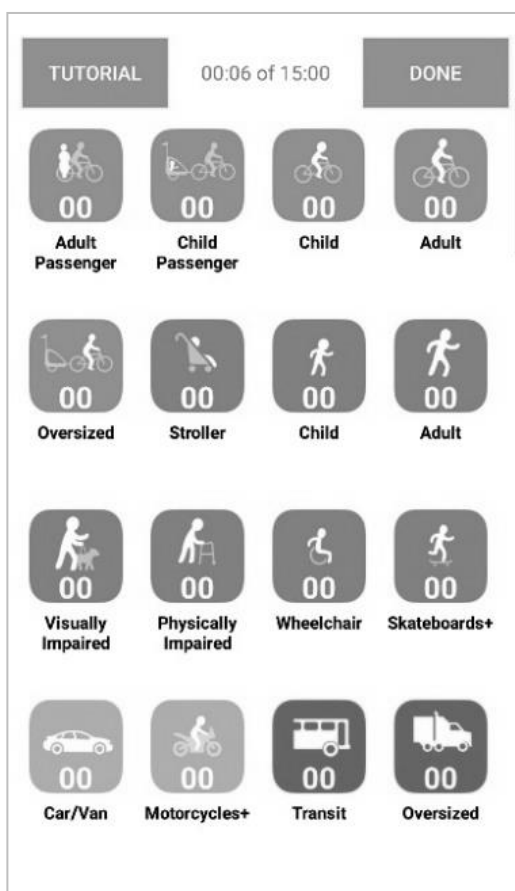 TUTORIAL 00:06 of 15:00 DONE
00 00 00 00
Adult Passenger Child Passenger Child Adult
00 00 00 00
Oversized Stroller Child Adult
00 00 00 00
Visually Impaired Physically Impaired Wheelchair Skateboards+
00 00 00 00
Car/Van Motorcycles+ Transit Oversized